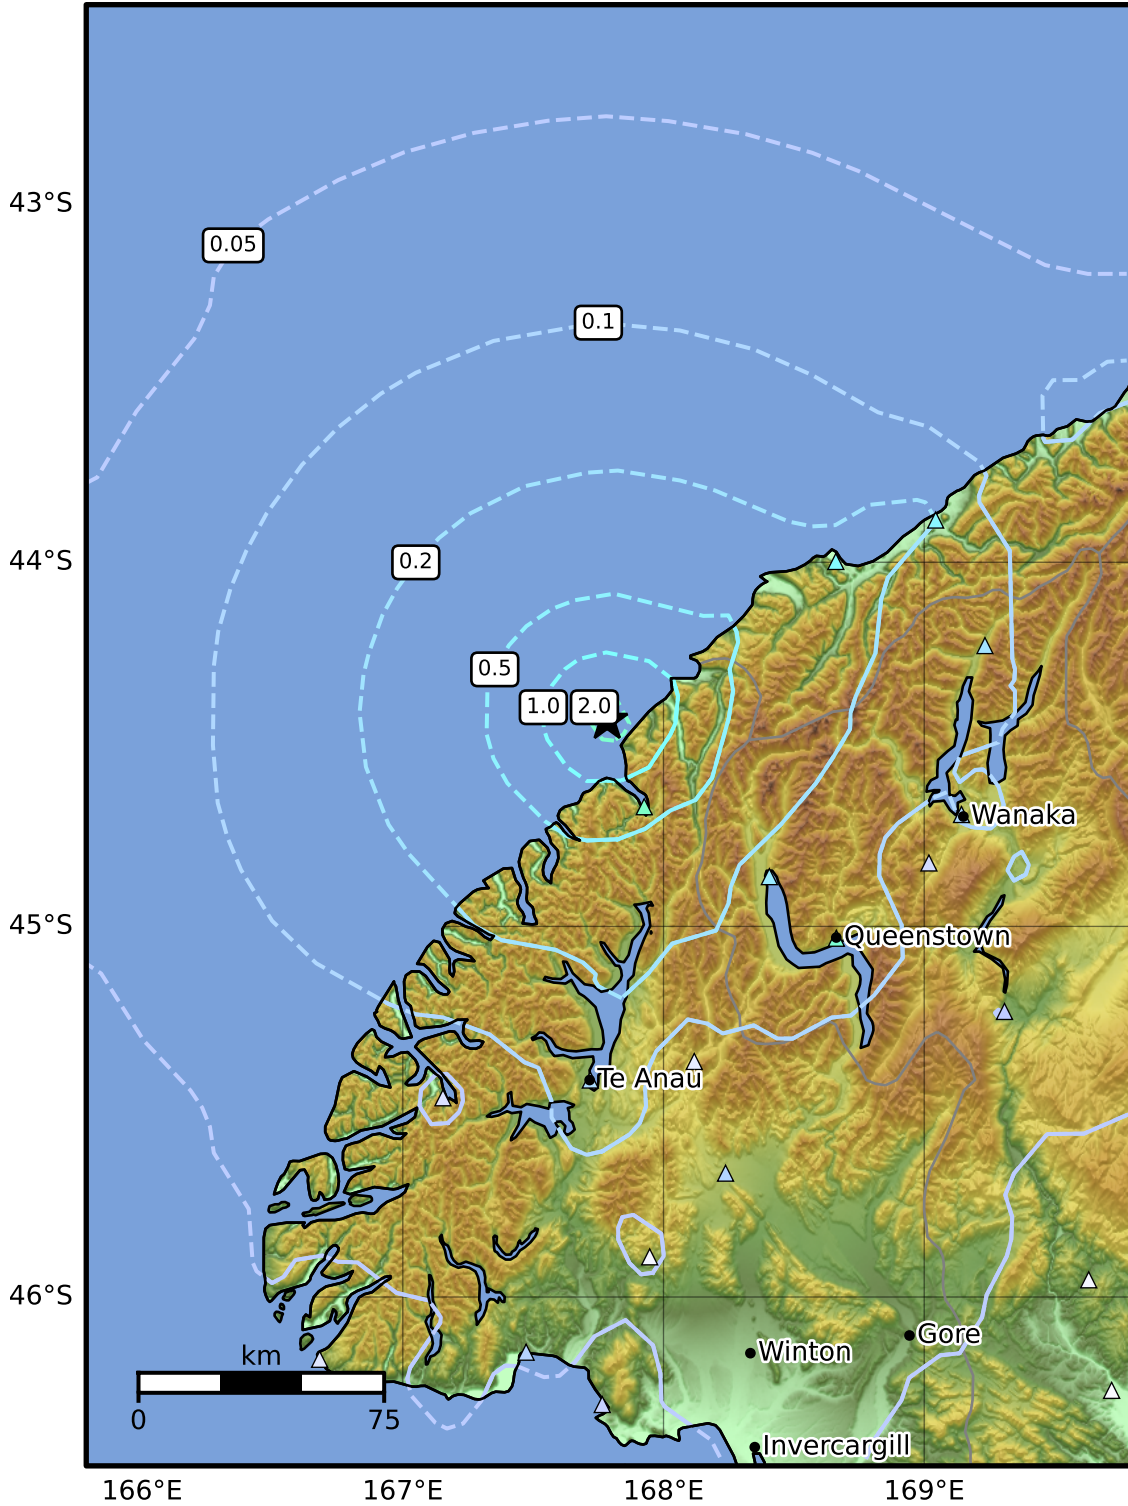 43°S
0.05
0.1
44°S
0.2
0.5
1.0
2.0
Wanaka
45°S
Queenstown
Te Anau
46°S
Gore
Winton
km
0
75
Invercargill
166°E
167°E
168°E
169°E